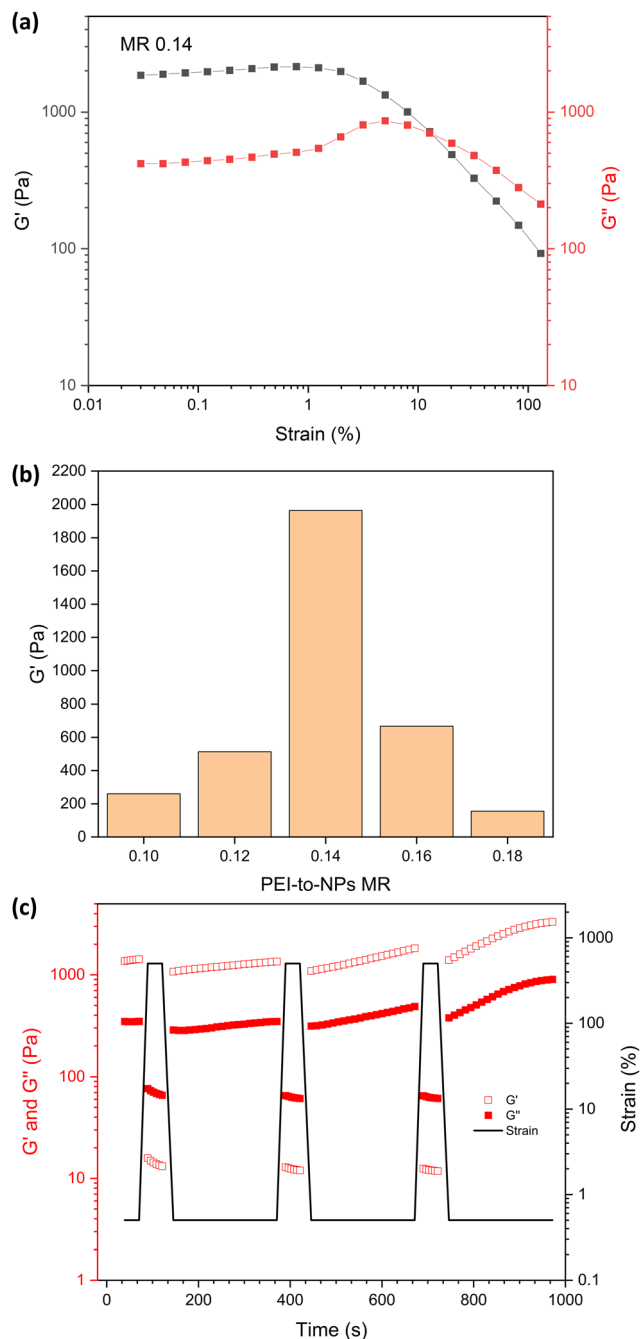 (a)
MR 0.14
1000
100
10
G' (Pa)
1000
100
10
G'' (Pa)
0.01 0.1 1 10 100
Strain (%)
(b)
2200
2000
1800
1600
1400
1200
1000
800
600
400
200
0
G' (Pa)
0.10 0.12 0.14 0.16 0.18
PEI-to-NPs MR
(c)
1000
100
10
1
G' and G'' (Pa)
1000
100
10
1
0.1
Strain (%)
G'
G''
Strain
0 200 400 600 800 1000
Time (s)